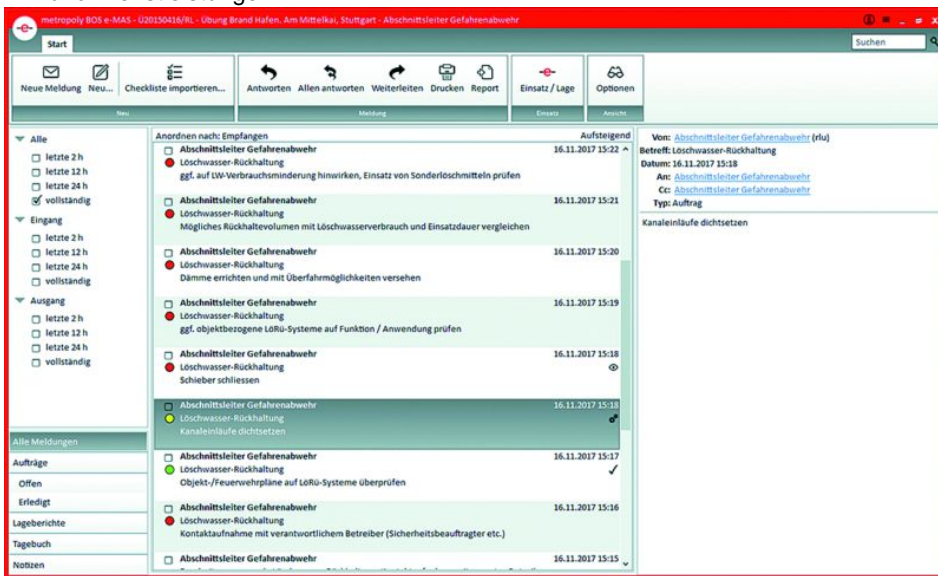 metropoly BOS e-MAS - Ü20150416/RL - Übung Brand Hafen. Am Mittelkai, Stuttgart - Abschnittsleiter Gefahrenabwehr
-e-
Start
Suchen
Neue Meldung Neu... Checkliste importieren...
Antworten Allen antworten Weiterleiten Drucken Report
-e-
Einsatz / Lage
Optionen
Neu
Meldung
Einsatz
Ansicht
Alle
letzte 2 h
letzte 12 h
letzte 24 h
vollständig
Eingang
letzte 2 h
letzte 12 h
letzte 24 h
vollständig
Ausgang
letzte 2 h
letzte 12 h
letzte 24 h
vollständig
Alle Meldungen
Aufträge
Offen
Erledigt
Lageberichte
Tagebuch
Notizen
Anordnen nach: Empfangen Aufsteigend
Abschnittsleiter Gefahrenabwehr 16.11.2017 15:22
Löschwasser-Rückhaltung
ggf. auf LW-Verbrauchsminderung hinwirken, Einsatz von Sonderlöschmitteln prüfen
Abschnittsleiter Gefahrenabwehr 16.11.2017 15:21
Löschwasser-Rückhaltung
Mögliches Rückhaltevolumen mit Löschwasserverbrauch und Einsatzdauer vergleichen
Abschnittsleiter Gefahrenabwehr 16.11.2017 15:20
Löschwasser-Rückhaltung
Dämme errichten und mit Überfahrmöglichkeiten versehen
Abschnittsleiter Gefahrenabwehr 16.11.2017 15:19
Löschwasser-Rückhaltung
ggf. objektbezogene LöRü-Systeme auf Funktion / Anwendung prüfen
Abschnittsleiter Gefahrenabwehr 16.11.2017 15:18
Löschwasser-Rückhaltung
Schieber schliessen
Abschnittsleiter Gefahrenabwehr 16.11.2017 15:18
Löschwasser-Rückhaltung
Kanaleinläufe dichtsetzen
Abschnittsleiter Gefahrenabwehr 16.11.2017 15:17
Löschwasser-Rückhaltung
Objekt-/Feuerwehrpläne auf LöRü-Systeme überprüfen
Abschnittsleiter Gefahrenabwehr 16.11.2017 15:16
Löschwasser-Rückhaltung
Kontaktaufnahme mit verantwortlichem Betreiber (Sicherheitsbeauftragter etc.)
Abschnittsleiter Gefahrenabwehr 16.11.2017 15:15
Von: Abschnittsleiter Gefahrenabwehr (rlu)
Betreff: Löschwasser-Rückhaltung
Datum: 16.11.2017 15:18
An: Abschnittsleiter Gefahrenabwehr
Cc: Abschnittsleiter Gefahrenabwehr
Typ: Auftrag
Kanaleinläufe dichtsetzen